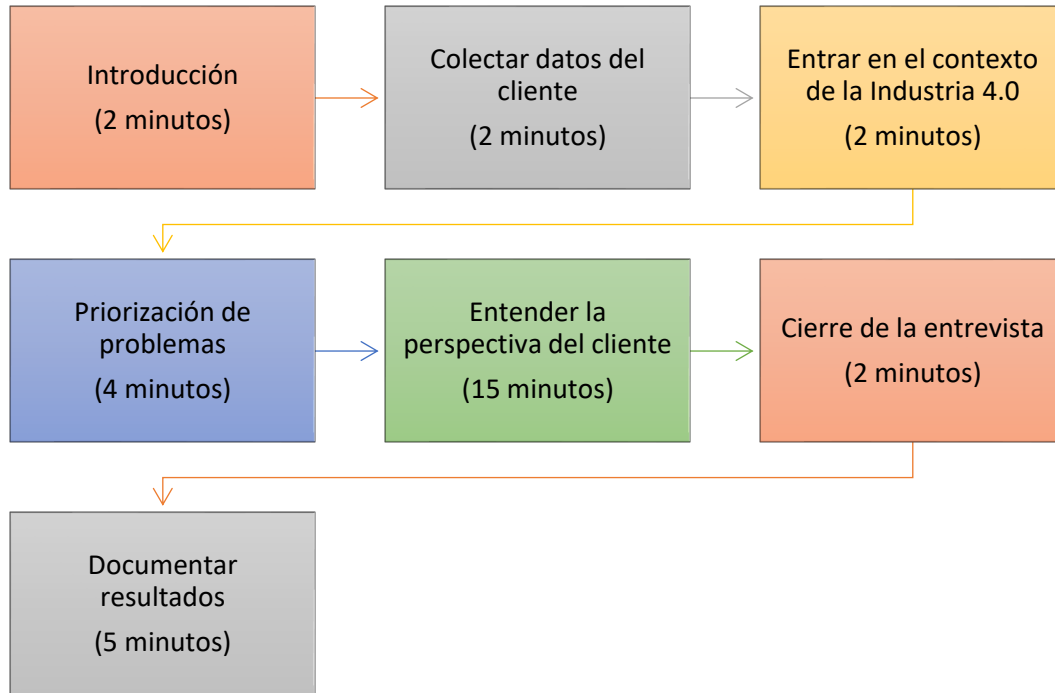 Introducción
(2 minutos)
Colectar datos del
cliente
(2 minutos)
Entrar en el contexto
de la Industria 4.0
(2 minutos)
Priorización de
problemas
(4 minutos)
Entender la
perspectiva del cliente
(15 minutos)
Cierre de la entrevista
(2 minutos)
Documentar
resultados
(5 minutos)